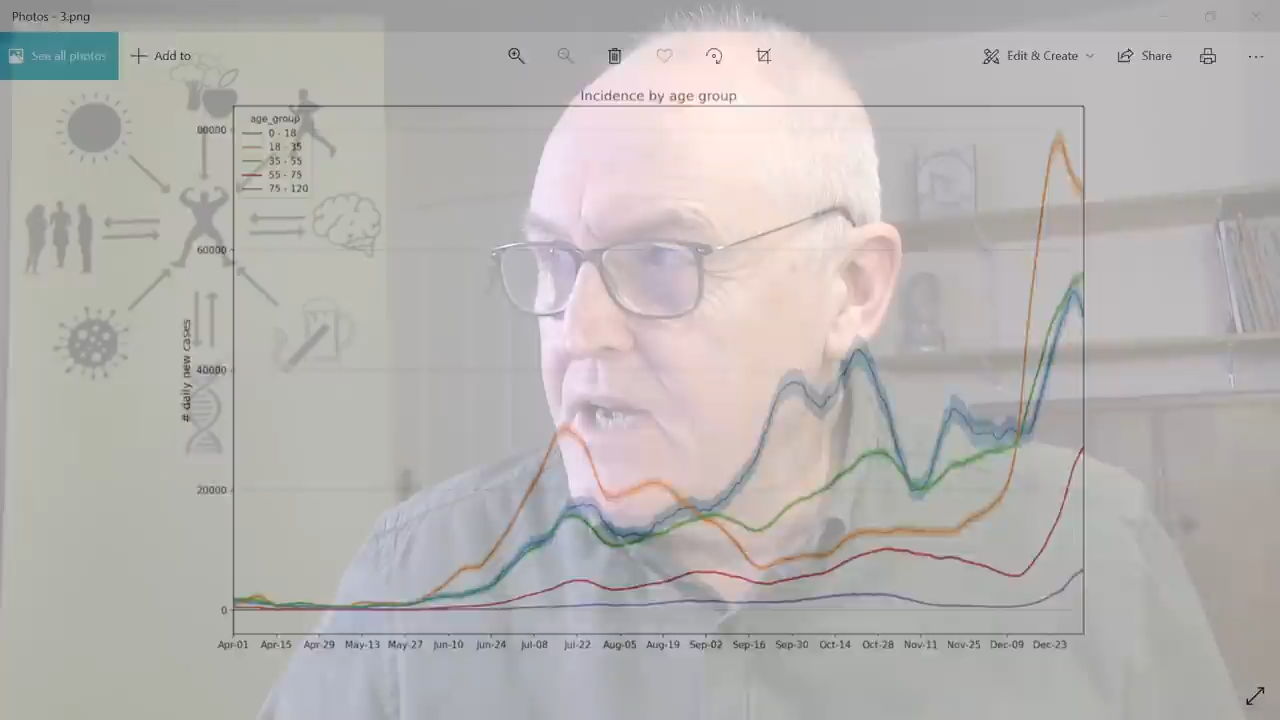 Photos - 3.png
See all photos
Add to
Edit & Create
Share
Incidence by age group
age_group
0 - 18
18 - 35
35 - 55
55 - 75
75 - 120
# daily new cases
80000
60000
40000
20000
0
Apr-01 Apr-15 Apr-29 May-13 May-27 Jun-10 Jun-24 Jul-08 Jul-22 Aug-05 Aug-19 Sep-02 Sep-16 Sep-30 Oct-14 Oct-28 Nov-11 Nov-25 Dec-09 Dec-23